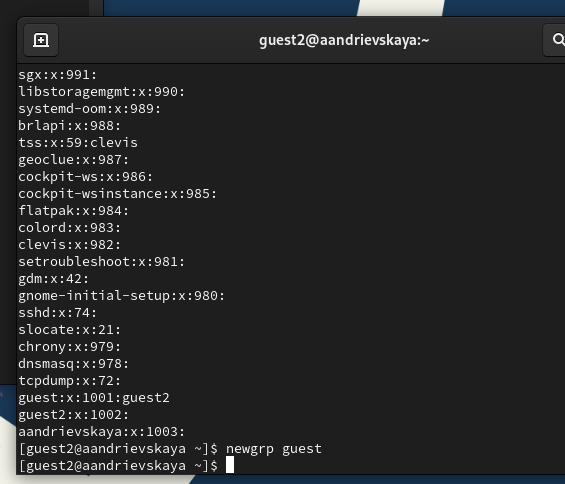 guest2@aandrievskaya:~
sgx:x:991:
libstoragemgmt:x:990:
systemd-oom:x:989:
brlapi:x:988:
tss:x:59:clevis
geoclue:x:987:
cockpit-ws:x:986:
cockpit-wsinstance:x:985:
flatpak:x:984:
colord:x:983:
clevis:x:982:
setroubleshoot:x:981:
gdm:x:42:
gnome-initial-setup:x:980:
sshd:x:74:
slocate:x:21:
chrony:x:979:
dnsmasq:x:978:
tcpdump:x:72:
guest:x:1001:guest2
guest2:x:1002:
aandrievskaya:x:1003:
[guest2@aandrievskaya ~]$ newgrp guest
[guest2@aandrievskaya ~]$